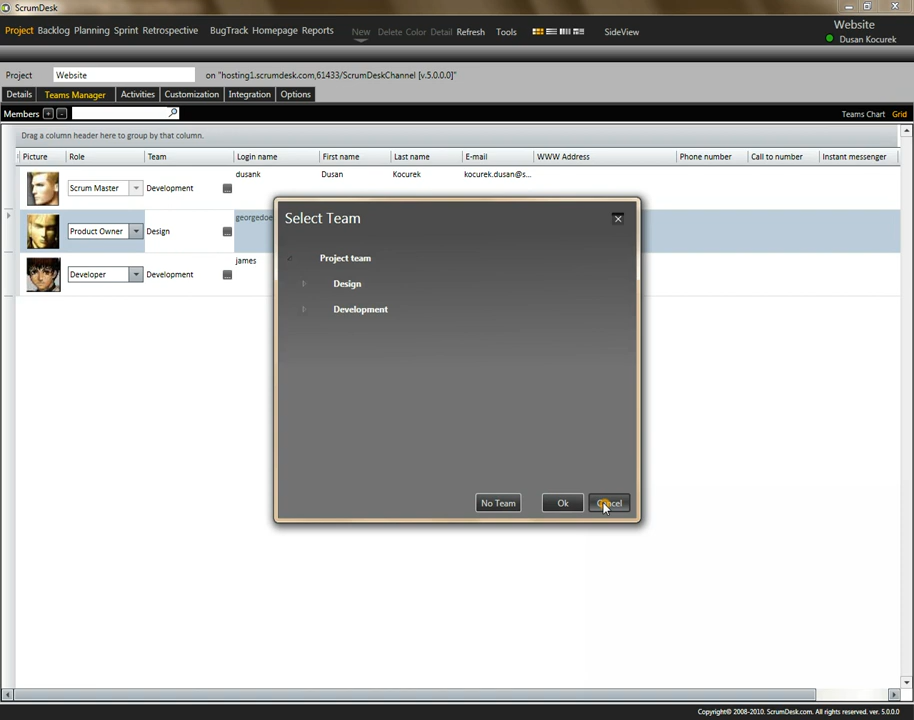 ScrumDesk
Project Backlog Planning Sprint Retrospective BugTrack Homepage Reports New Delete Color Detail Refresh Tools SideView
Website
Dusan Kocurek
Project Website on "hosting1.scrumdesk.com,61433/ScrumDeskChannel [v.5.0.0.0]"
Details Teams Manager Activities Customization Integration Options
Members + - Teams Chart Grid
Drag a column header here to group by that column.
Picture Role Team Login name First name Last name E-mail WWW Address Phone number Call to number Instant messenger
Scrum Master Development ... dusank Dusan Kocurek kocurek.dusan@s...
Product Owner Design ... georgedoe
Developer Development ... james
Select Team
Project team
Design
Development
No Team Ok
Copyright© 2008-2010. ScrumDesk.com. All rights reserved. ver. 5.0.0.0